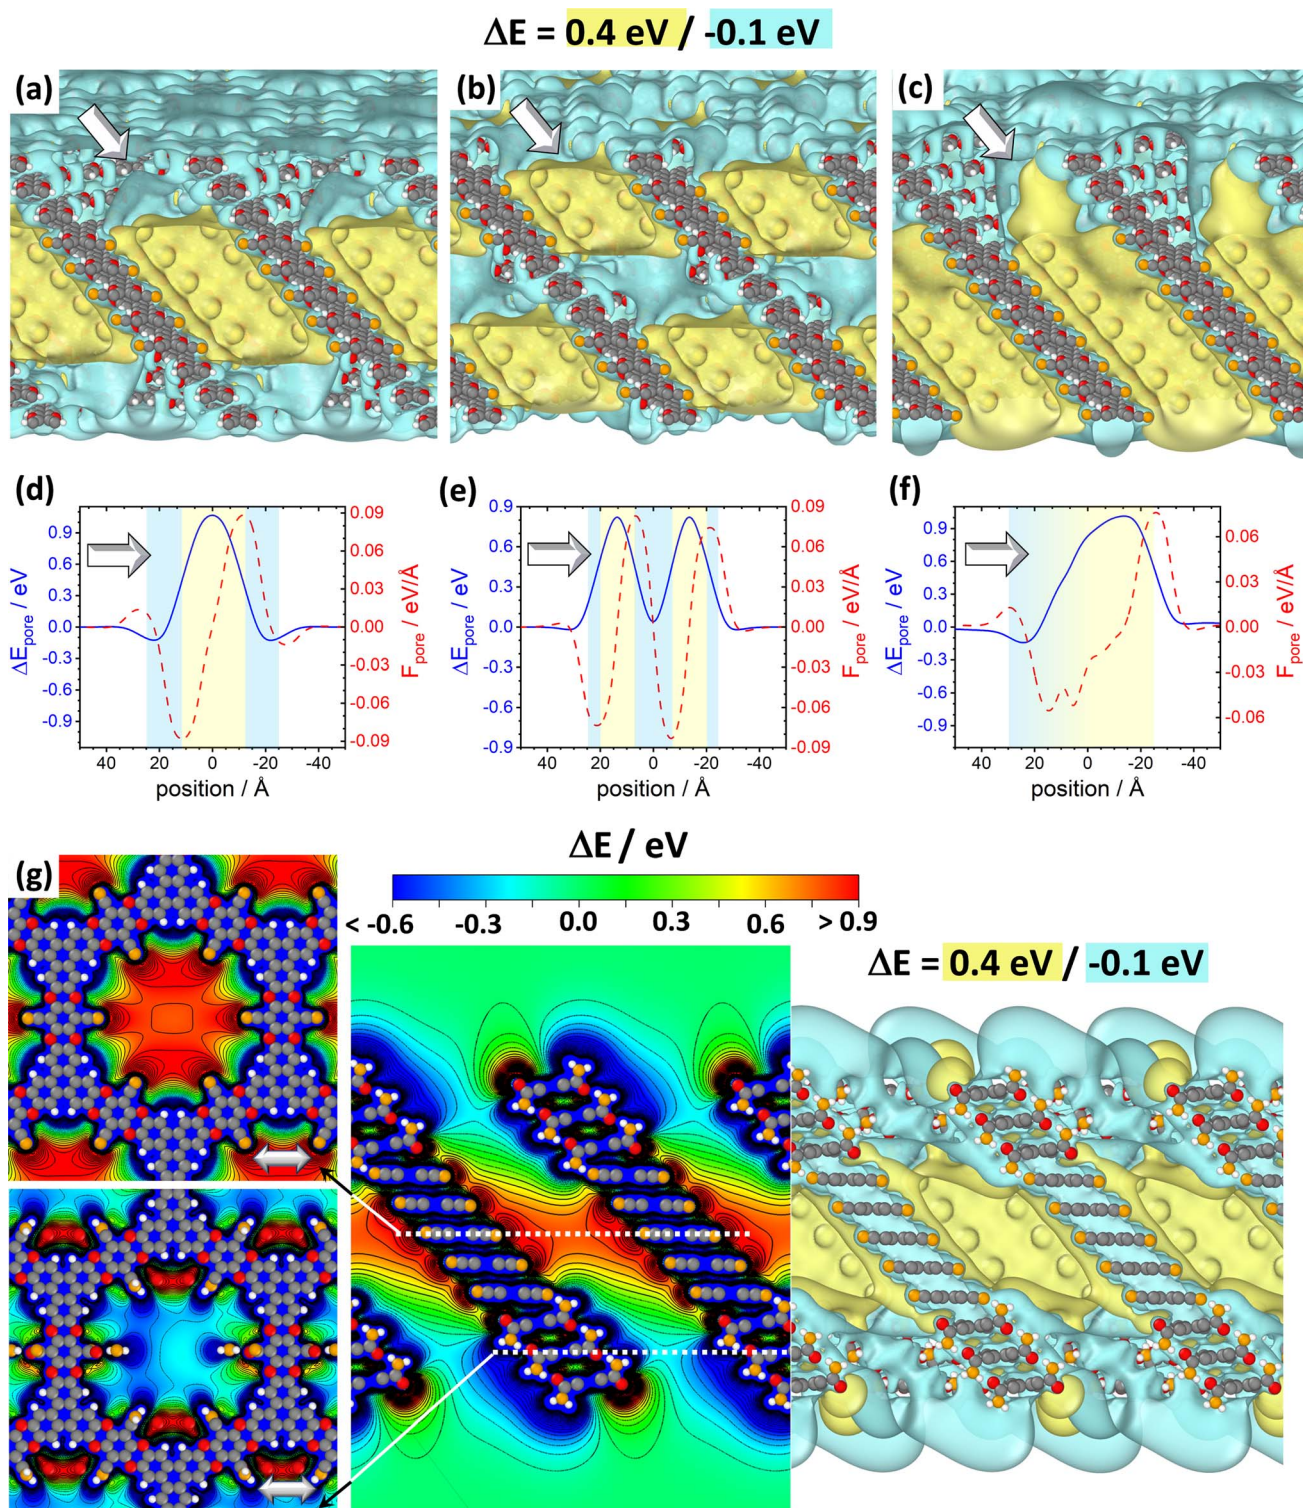 ΔE = 0.4 eV / -0.1 eV
(a)
(b)
(c)
(d)
ΔE_pore / eV
0.9
0.6
0.3
0.0
-0.3
-0.6
-0.9
0.09
0.06
0.03
0.00
-0.03
-0.06
-0.09
F_pore / eV/Å
40 20 0 -20 -40
position / Å
(e)
ΔE_pore / eV
0.9
0.6
0.3
0.0
-0.3
-0.6
-0.9
0.09
0.06
0.03
0.00
-0.03
-0.06
-0.09
F_pore / eV/Å
40 20 0 -20 -40
position / Å
(f)
ΔE_pore / eV
0.9
0.6
0.3
0.0
-0.3
-0.6
-0.9
0.06
0.03
0.00
-0.03
-0.06
F_pore / eV/Å
40 20 0 -20 -40
position / Å
(g)
ΔE / eV
< -0.6 -0.3 0.0 0.3 0.6 > 0.9
ΔE = 0.4 eV / -0.1 eV